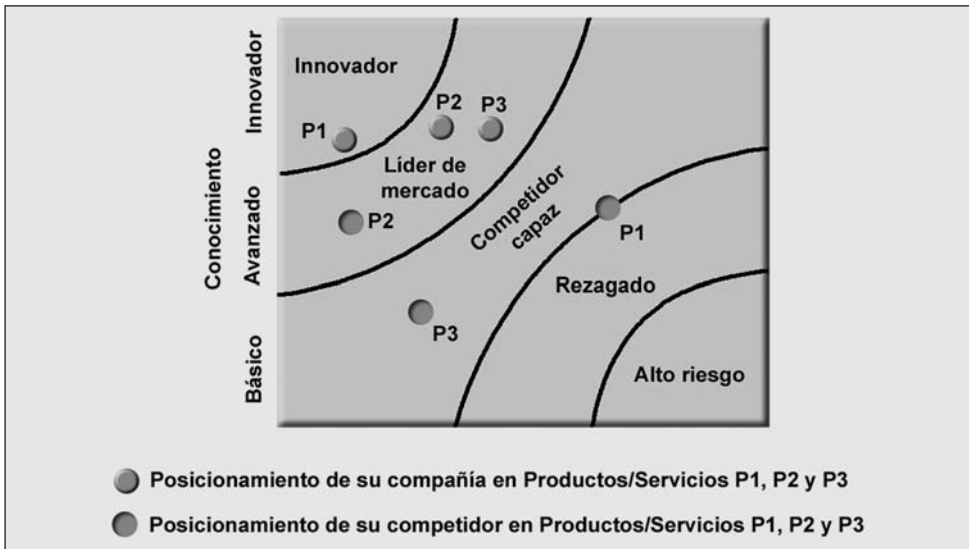 Innovador
P1
P2
P3
Líder de
mercado
P2
Competidor
capaz
P1
P3
Rezagado
Alto riesgo
Conocimiento
Innovador
Avanzado
Básico
Posicionamiento de su compañía en Productos/Servicios P1, P2 y P3
Posicionamiento de su competidor en Productos/Servicios P1, P2 y P3